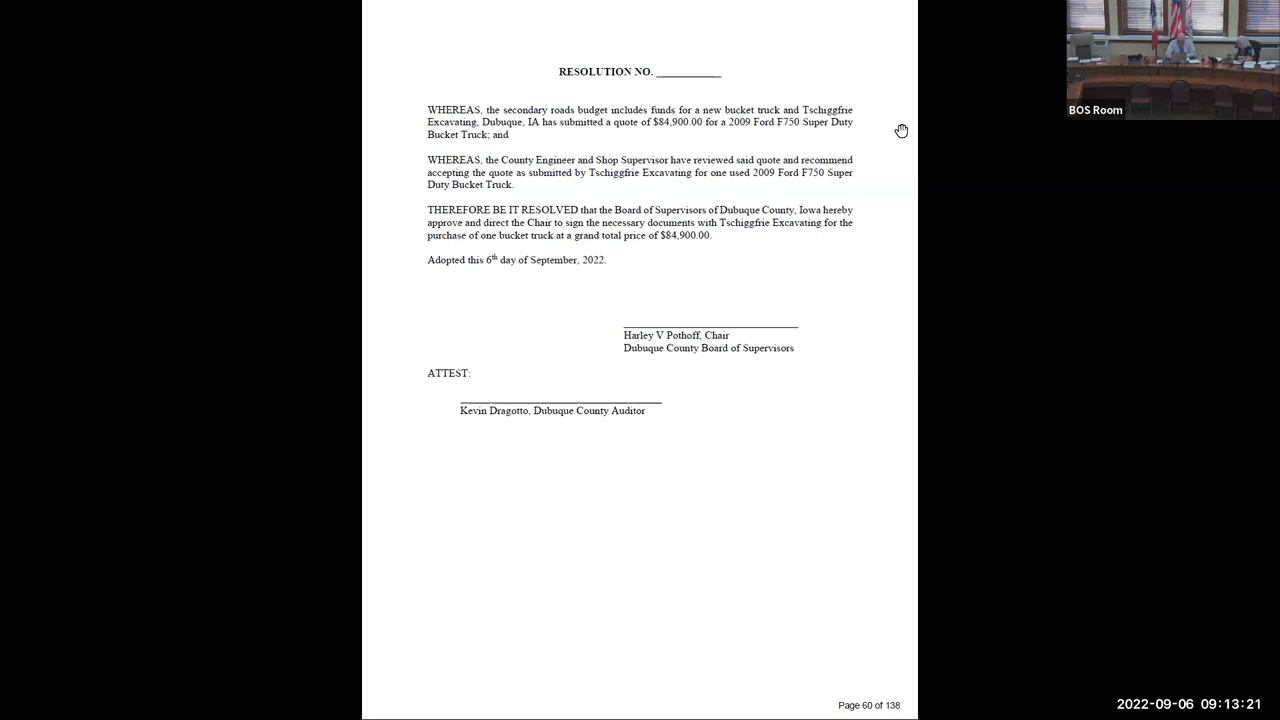 RESOLUTION NO. ____________
WHEREAS, the secondary roads budget includes funds for a new bucket truck and Tschiggfrie
Excavating, Dubuque, IA has submitted a quote of $84,900.00 for a 2009 Ford F750 Super Duty
Bucket Truck; and
WHEREAS, the County Engineer and Shop Supervisor have reviewed said quote and recommend
accepting the quote as submitted by Tschiggfrie Excavating for one used 2009 Ford F750 Super
Duty Bucket Truck.
THEREFORE BE IT RESOLVED that the Board of Supervisors of Dubuque County, Iowa hereby
approve and direct the Chair to sign the necessary documents with Tschiggfrie Excavating for the
purchase of one bucket truck at a grand total price of $84,900.00.
Adopted this 6th day of September, 2022.
Harley V Pothoff, Chair
Dubuque County Board of Supervisors
ATTEST:
Kevin Dragotto, Dubuque County Auditor
Page 60 of 138
BOS Room
2022-09-06 09:13:21